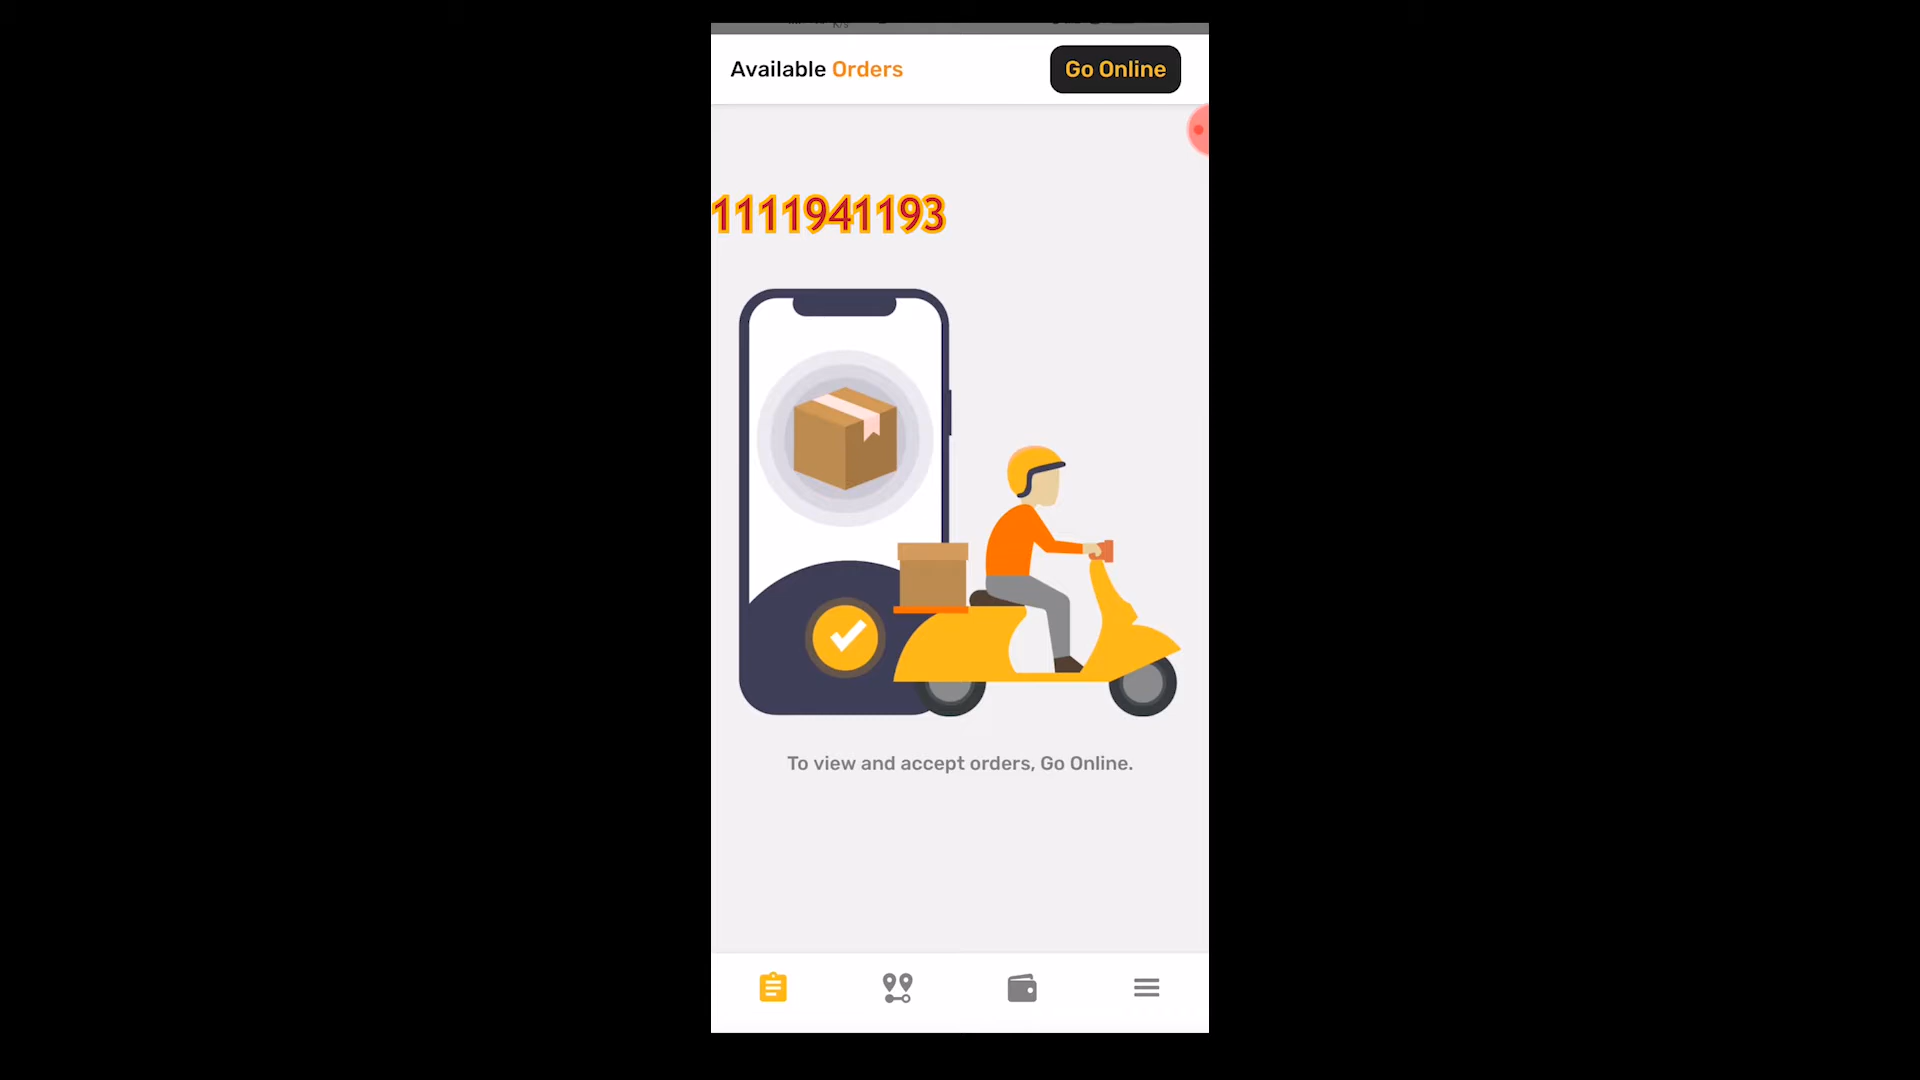 Available Orders
Go Online
1111941193
To view and accept orders, Go Online.